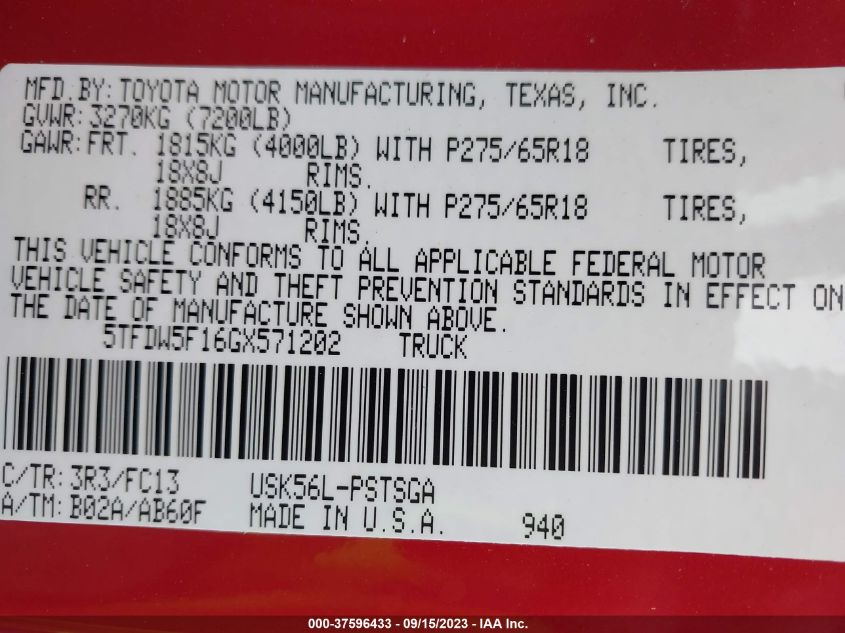 MFD.BY: TOYOTA MOTOR MANUFACTURING, TEXAS, INC.
GVWR: 3270KG (7200LB)
GAWR: FRT. 1815KG (4000LB) WITH P275/65R18 TIRES,
18X8J RIMS.
RR. 1885KG (4150LB) WITH P275/65R18 TIRES,
18X8J RIMS.
THIS VEHICLE CONFORMS TO ALL APPLICABLE FEDERAL MOTOR
VEHICLE SAFETY AND THEFT PREVENTION STANDARDS IN EFFECT ON
THE DATE OF MANUFACTURE SHOWN ABOVE.
5TFDW5F16GX571202 TRUCK
C/TR: 3R3/FC13 USK56L-PSTSGA
A/TM: B02A/AB60F MADE IN U.S.A. 940
000-37596433 - 09/15/2023 - IAA Inc.